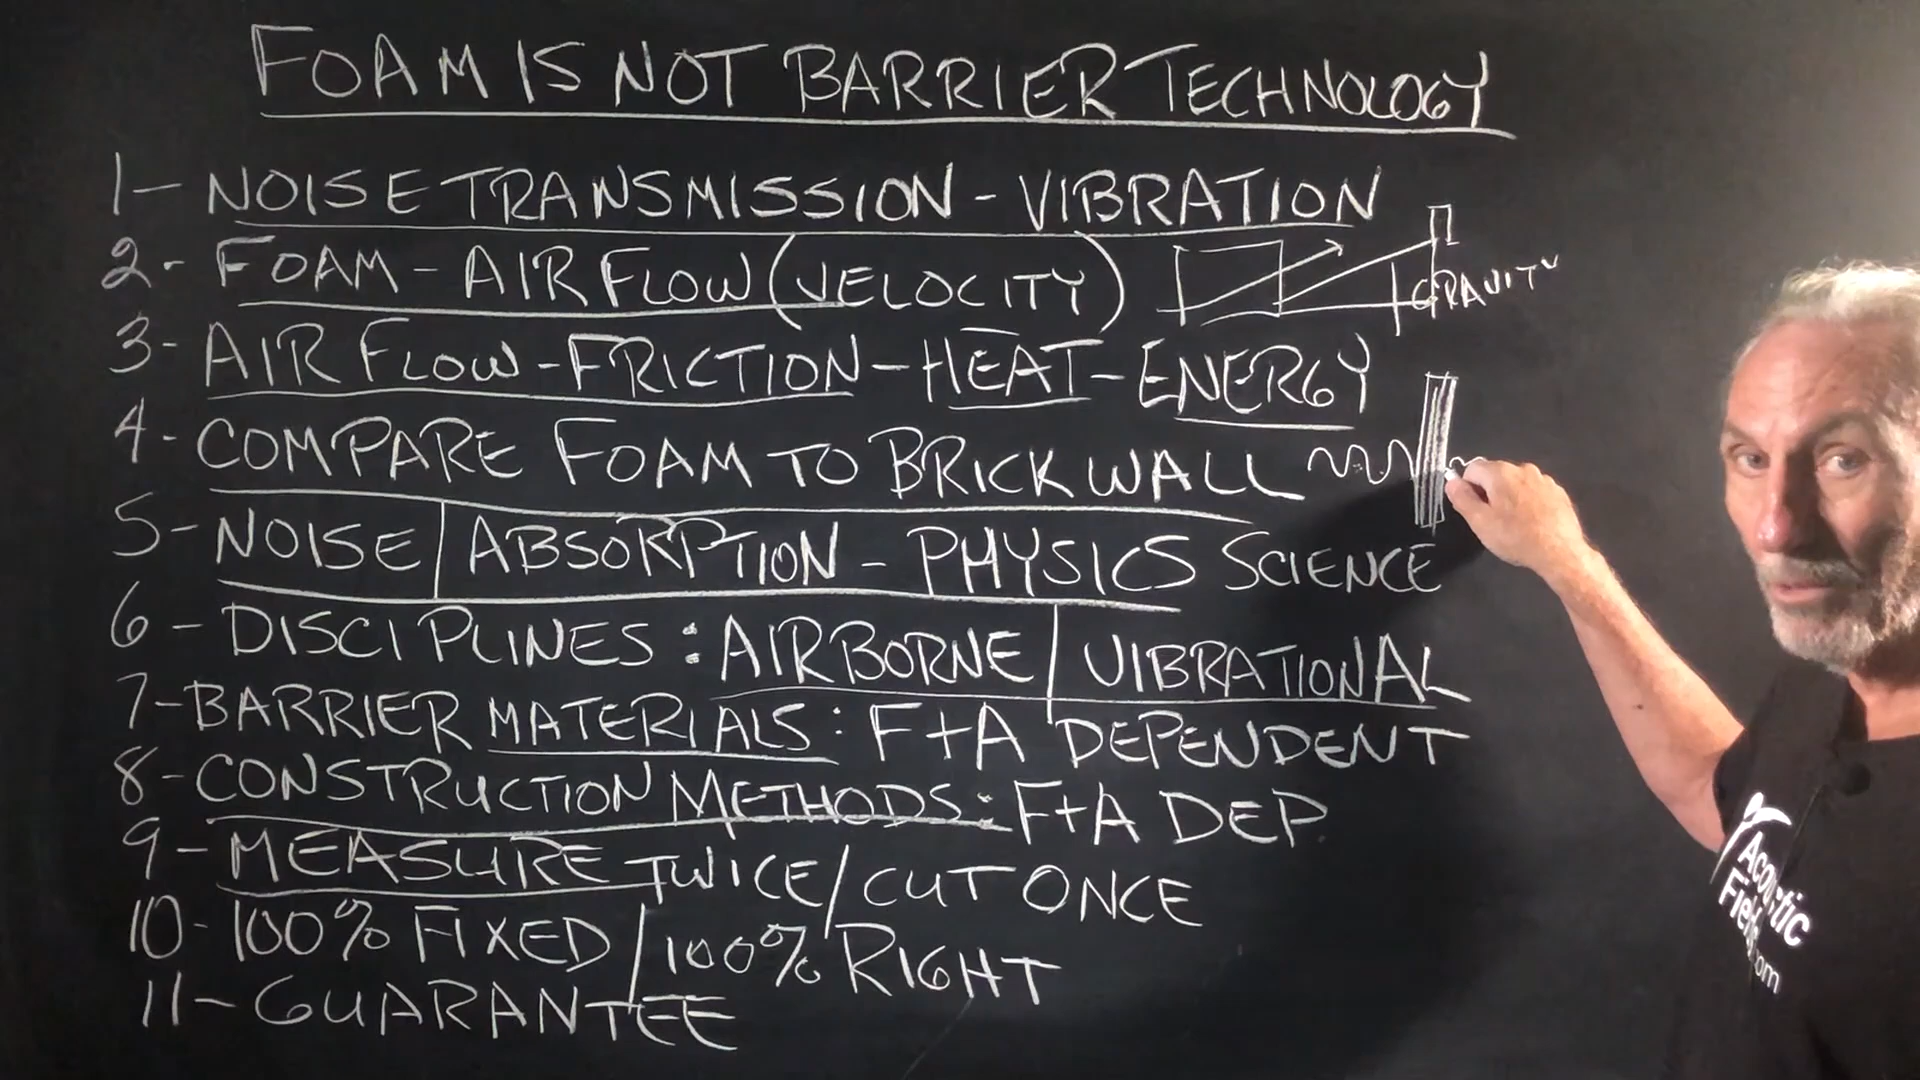 FOAM IS NOT BARRIER TECHNOLOGY
1- NOISE TRANSMISSION - VIBRATION
2- FOAM - AIR FLOW (VELOCITY)
GRAVITY
3- AIR FLOW - FRICTION - HEAT - ENERGY
4- COMPARE FOAM TO BRICK WALL
5- NOISE/ABSORPTION - PHYSICS SCIENCE
6- DISCIPLINES: AIRBORNE/VIBRATIONAL
7- BARRIER MATERIALS: F+A DEPENDENT
8- CONSTRUCTION METHODS: F+A DEP
9- MEASURE TWICE/CUT ONCE
10- 100% FIXED/100% RIGHT
11- GUARANTEE
Acoustic
Fields.com